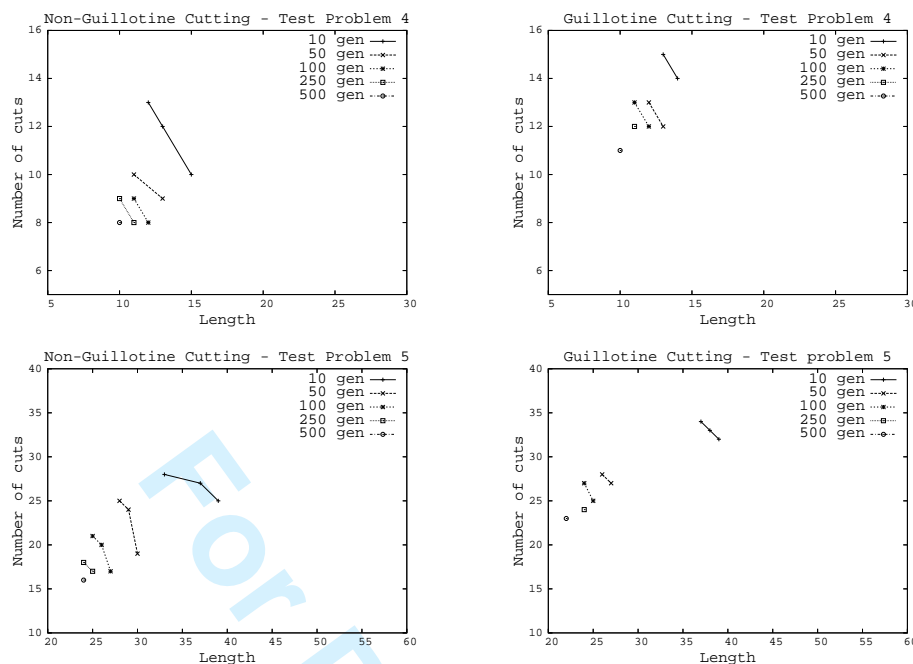 Non-Guillotine Cutting - Test Problem 4
16
14
12
10
8
6
5 10 15 20 25 30
Number of cuts
Length
10 gen
50 gen
100 gen
250 gen
500 gen
Guillotine Cutting - Test Problem 4
16
14
12
10
8
6
5 10 15 20 25 30
Number of cuts
Length
10 gen
50 gen
100 gen
250 gen
500 gen
Non-Guillotine Cutting - Test Problem 5
40
35
30
25
20
15
10
20 25 30 35 40 45 50 55 60
Number of cuts
Length
10 gen
50 gen
100 gen
250 gen
500 gen
Guillotine Cutting - Test problem 5
40
35
30
25
20
15
10
20 25 30 35 40 45 50 55 60
Number of cuts
Length
10 gen
50 gen
100 gen
250 gen
500 gen
For